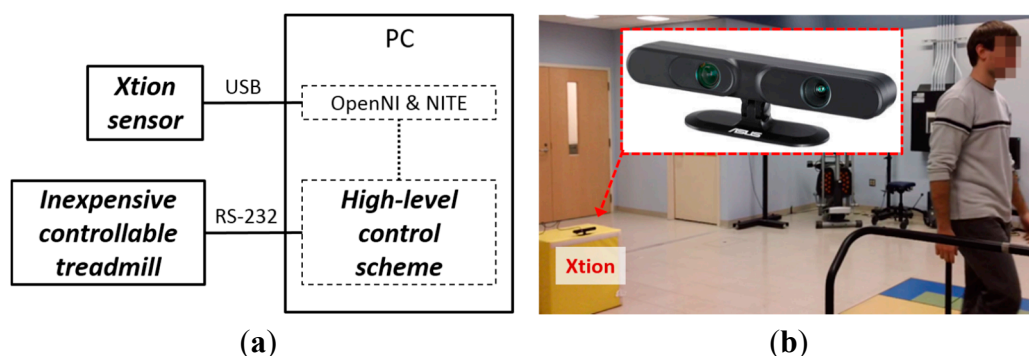 PC
Xtion
sensor
USB
OpenNI & NITE
Inexpensive
controllable
treadmill
RS-232
High-level
control
scheme
(a)
ASUS
Xtion
(b)